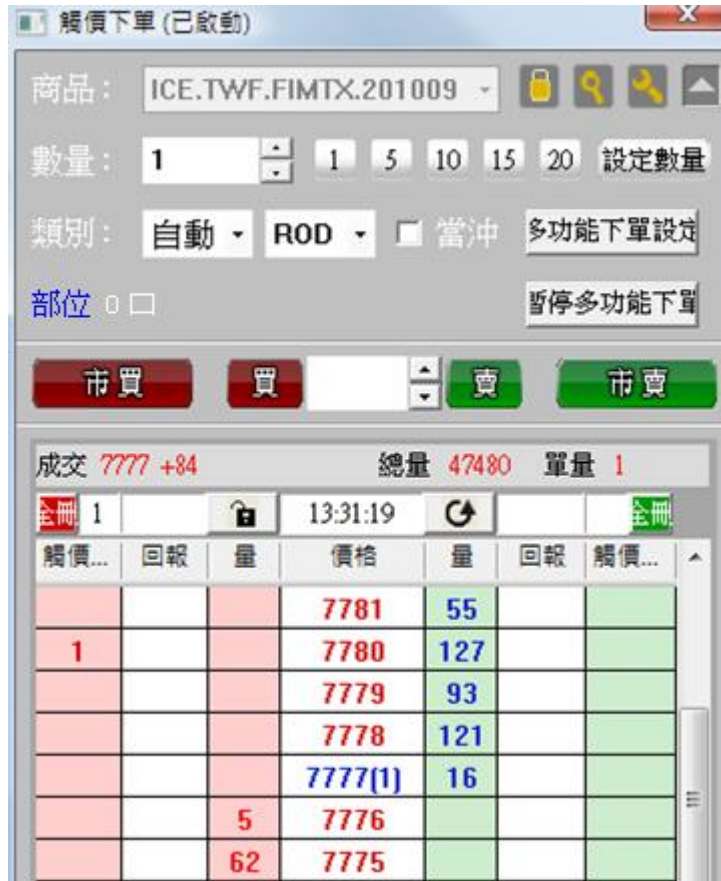 觸價下單 (已啟動)
商品： ICE.TWF.FIMTX.201009
數量： 1 1 5 10 15 20 設定數量
類別： 自動 ROD 當沖 多功能下單設定
部位 0 口 暫停多功能下單
市買 買 賣 市賣
成交 7777 +84 總量 47480 單量 1
全刪 1 13:31:19 全刪
觸價... 回報 量 價格 量 回報 觸價...
7781 55
1 7780 127
7779 93
7778 121
7777(1) 16
5 7776
62 7775